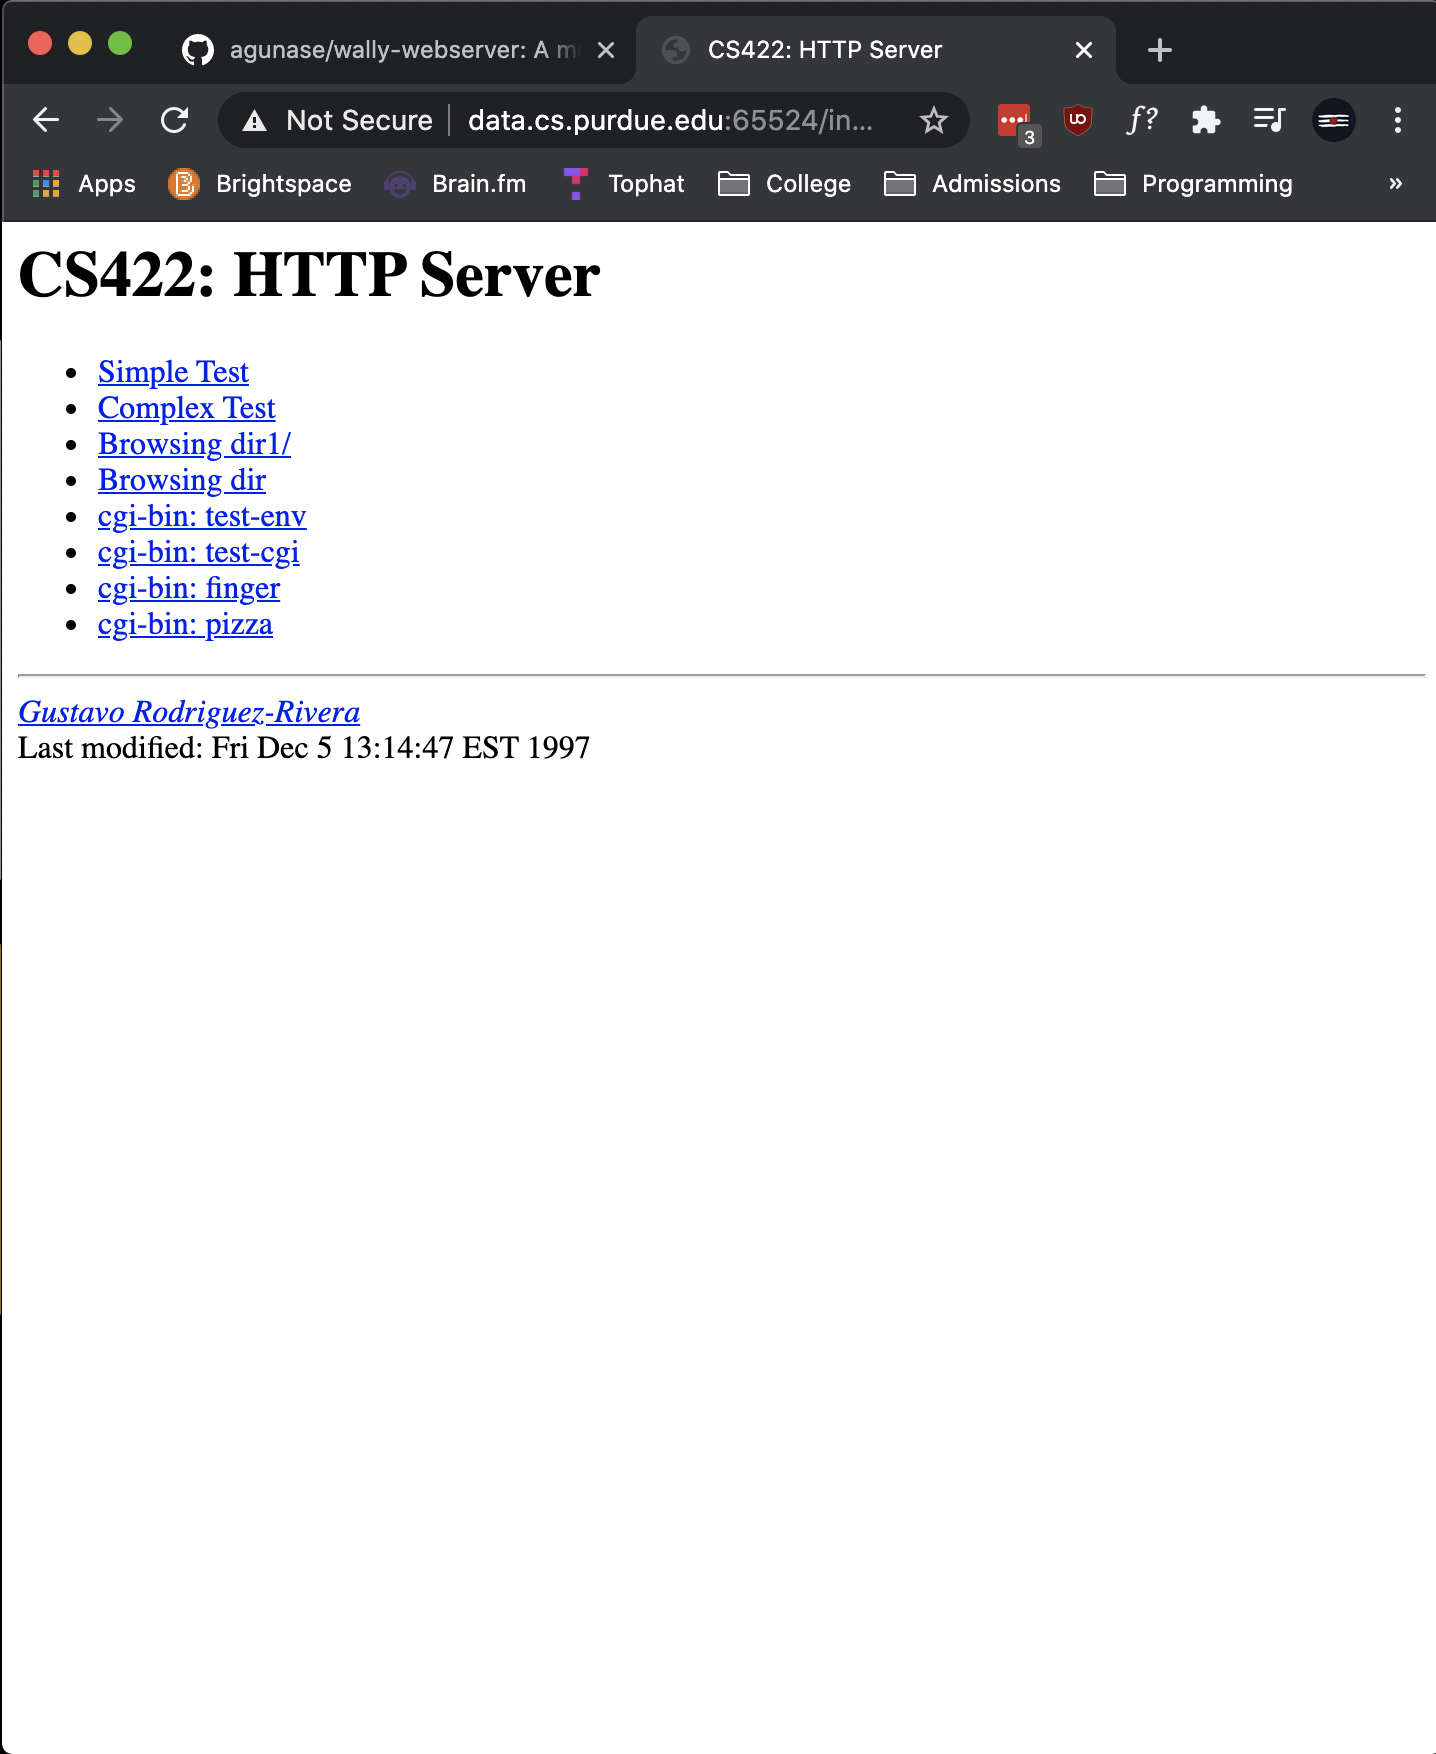 agunase/wally-webserver: A m
CS422: HTTP Server
Not Secure data.cs.purdue.edu:65524/in...
3
UO
f?
Apps Brightspace Brain.fm Tophat College Admissions Programming »
CS422: HTTP Server
Simple Test
Complex Test
Browsing dir1/
Browsing dir
cgi-bin: test-env
cgi-bin: test-cgi
cgi-bin: finger
cgi-bin: pizza
Gustavo Rodriguez-Rivera
Last modified: Fri Dec 5 13:14:47 EST 1997